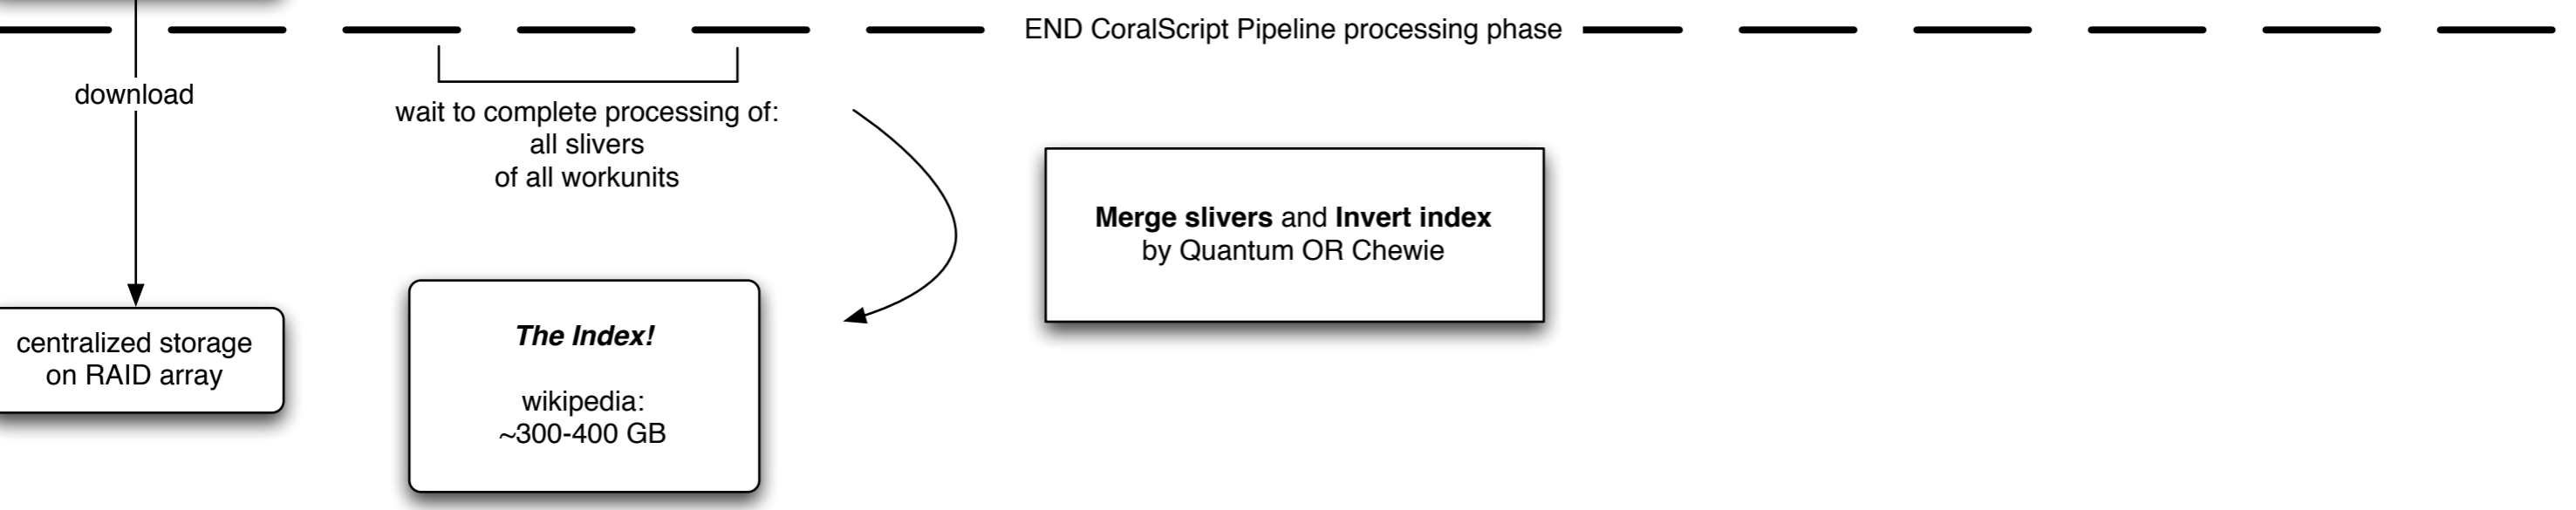 END CoralScript Pipeline processing phase
download
wait to complete processing of:
all slivers
of all workunits
Merge slivers and Invert index
by Quantum OR Chewie
centralized storage
on RAID array
The Index!
wikipedia:
~300-400 GB